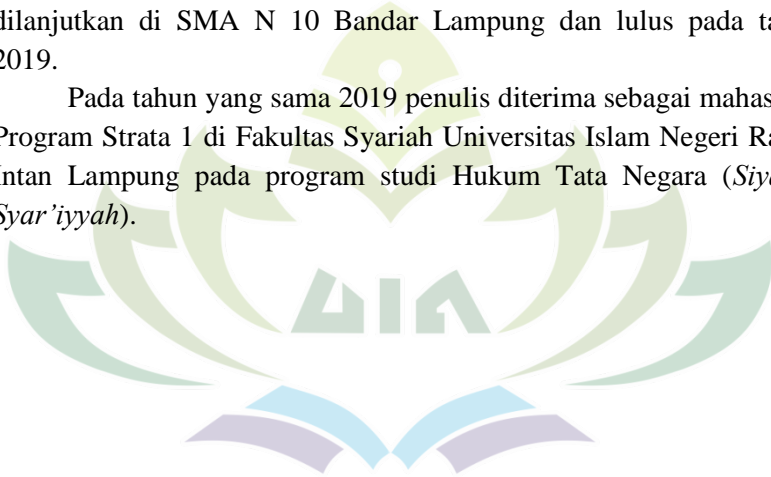 dilanjutkan di SMA N 10 Bandar Lampung dan lulus pada ta
2019.
Pada tahun yang sama 2019 penulis diterima sebagai mahas
Program Strata 1 di Fakultas Syariah Universitas Islam Negeri Ra
Intan Lampung pada program studi Hukum Tata Negara (Siya
Syar’iyyah).
UIN